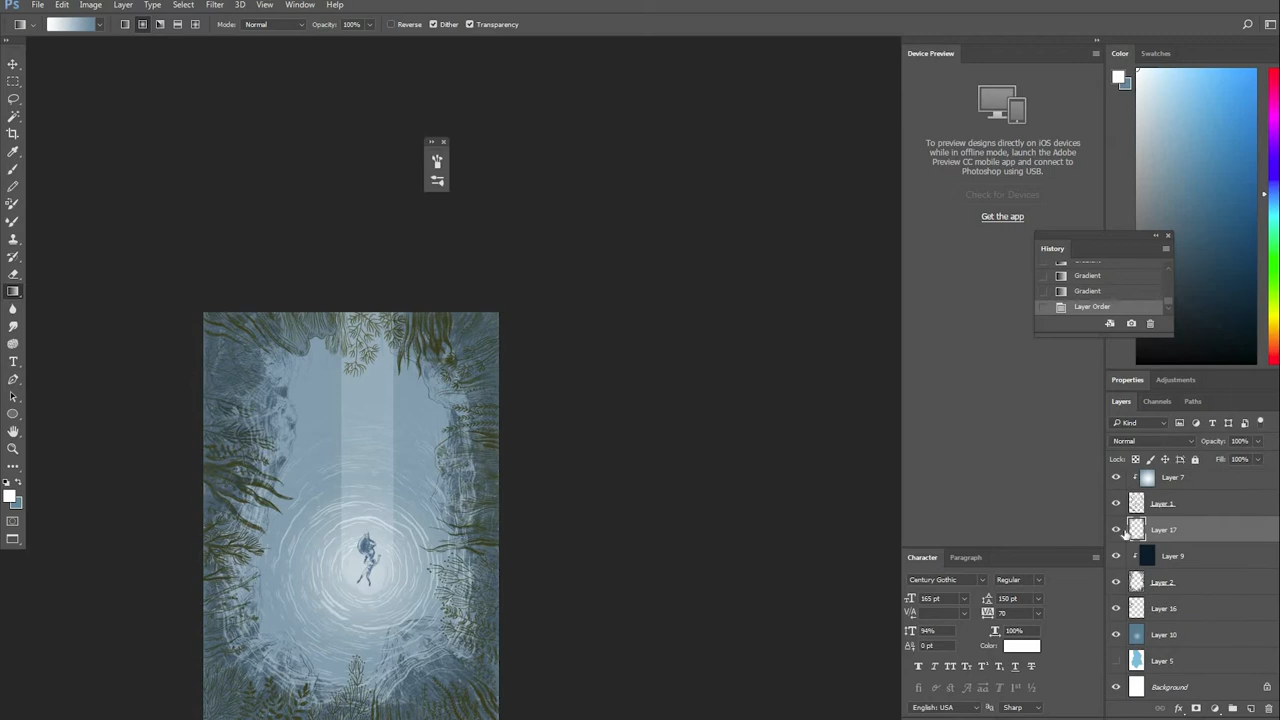 Ps File Edit Image Layer Type Select Filter 3D View Window Help
Mode: Normal Opacity: 100% Reverse Dither Transparency
Device Preview
To preview designs directly on iOS devices
while in offline mode, launch the Adobe
Preview CC mobile app and connect to
Photoshop using USB.
Check for Devices
Get the app
Color Swatches
History
Gradient
Gradient
Gradient
Layer Order
Properties Adjustments
Layers Channels Paths
Kind
Normal Opacity: 100%
Lock: Fill: 100%
Layer 7
Layer 1
Layer 17
Layer 9
Layer 2
Layer 16
Layer 10
Layer 5
Background
Character Paragraph
Century Gothic Regular
165 pt 150 pt
70
94% 100%
0 pt Color:
English: USA Sharp